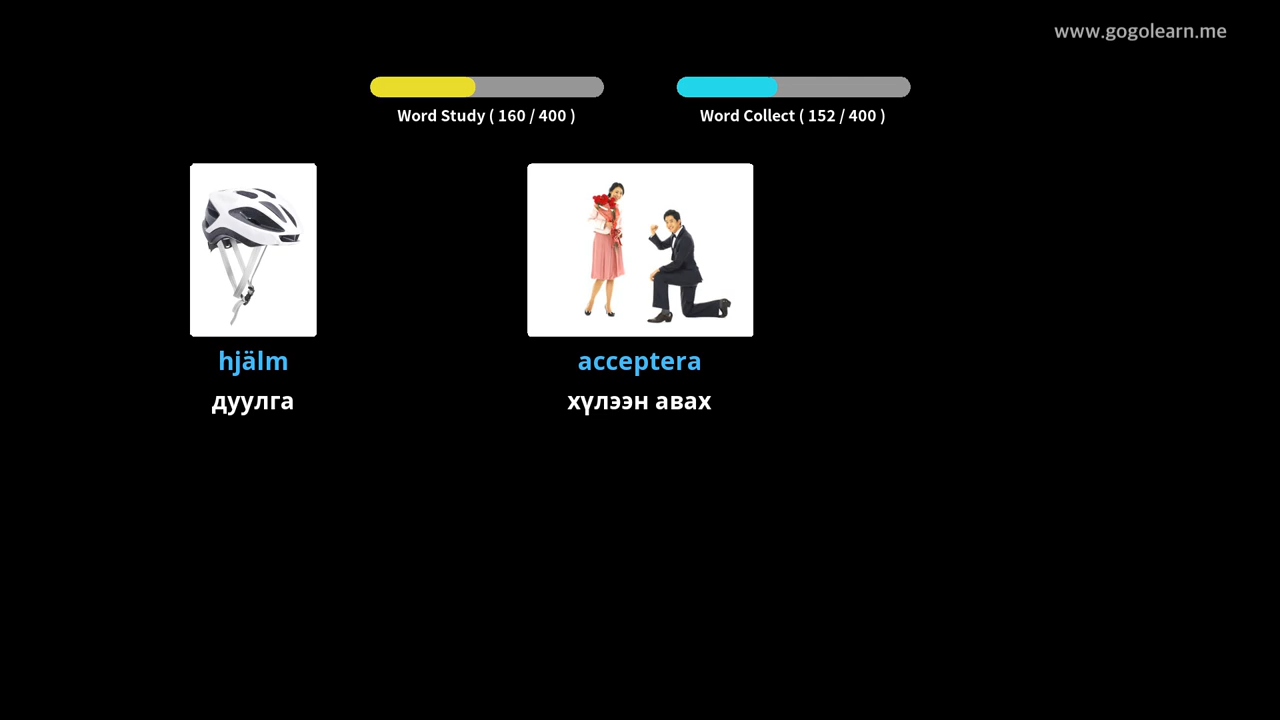 www.gogolearn.me
Word Study ( 160 / 400 )
Word Collect ( 152 / 400 )
hjälm
дуулга
acceptera
хүлээн авах